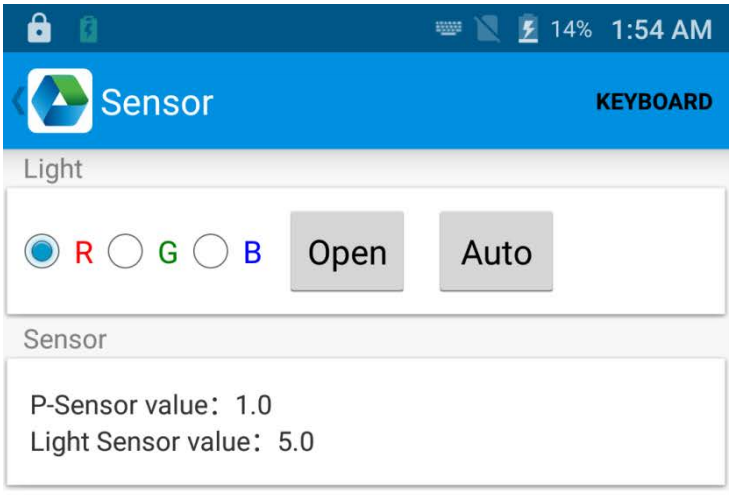 14% 1:54 AM
Sensor KEYBOARD
Light
R G B Open Auto
Sensor
P-Sensor value：1.0
Light Sensor value：5.0